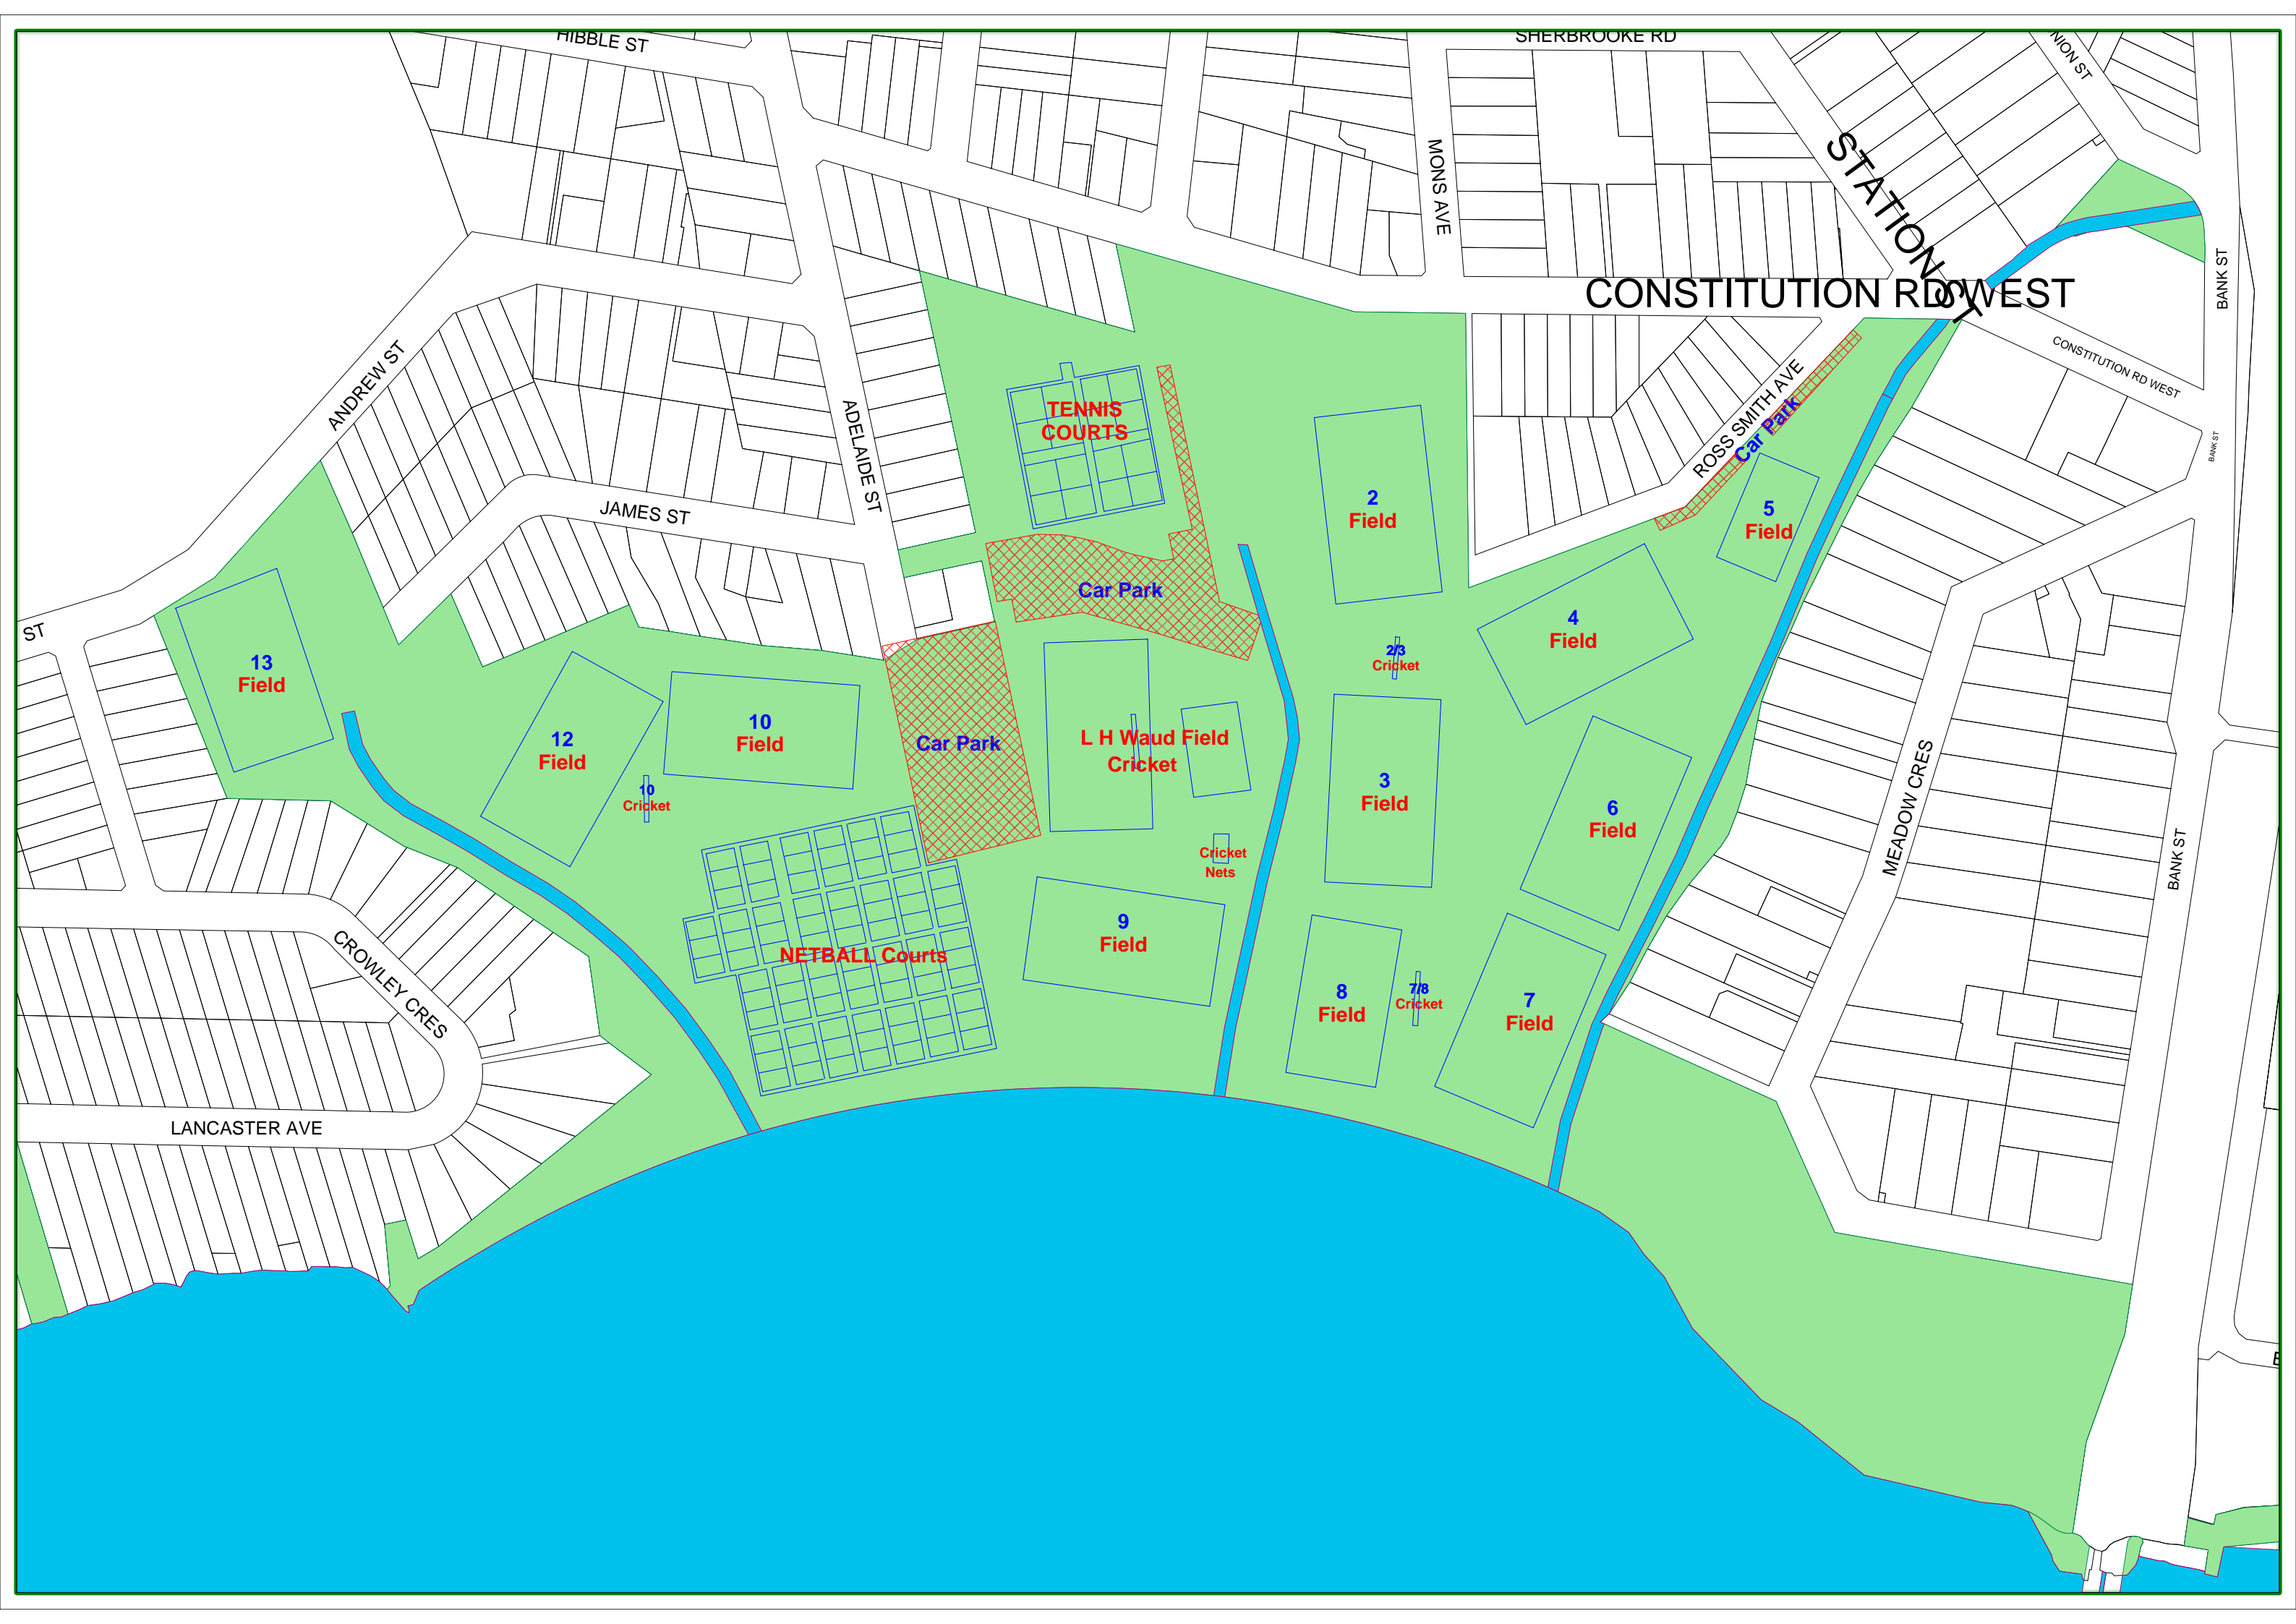 HIBBLE ST
SHERBROOKE RD
NION ST
STATION ST
MONS AVE
BANK ST
CONSTITUTION RD WEST
CONSTITUTION RD WEST
ANDREW ST
ROSS SMITH AVE
Car Park
TENNIS
COURTS
ADELAIDE ST
BANK ST
JAMES ST
2
Field
5
Field
Car Park
4
Field
ST
13
Field
2/3
Cricket
12
Field
10
Field
Car Park
L H Waud Field
Cricket
3
Field
6
Field
10
Cricket
MEADOW CRES
Cricket
Nets
BANK ST
9
Field
NETBALL Courts
CROWLEY CRES
8
Field
7/8
Cricket
7
Field
LANCASTER AVE